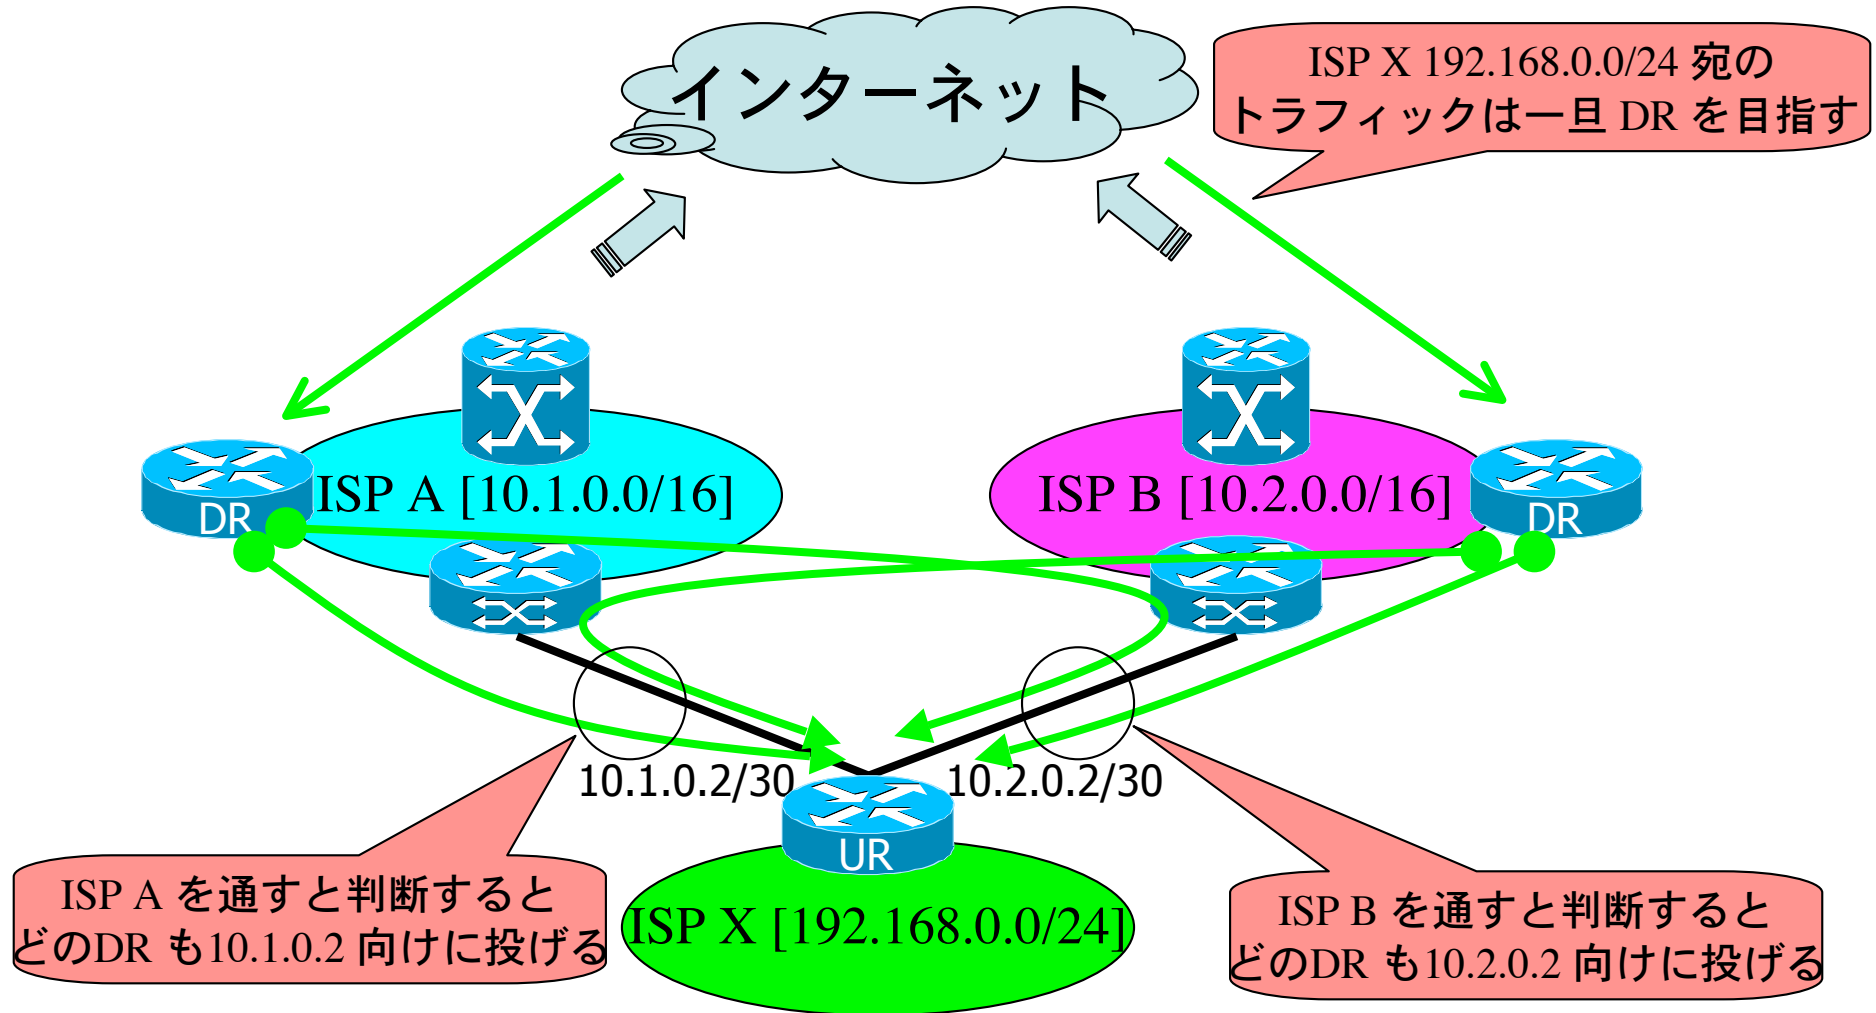 インターネット
ISP X 192.168.0.0/24 宛の
トラフィックは一旦 DR を目指す
ISP A [10.1.0.0/16]
ISP B [10.2.0.0/16]
DR
DR
10.1.0.2/30
10.2.0.2/30
UR
ISP A を通すと判断すると
どのDR も10.1.0.2 向けに投げる
ISP X [192.168.0.0/24]
ISP B を通すと判断すると
どのDR も10.2.0.2 向けに投げる